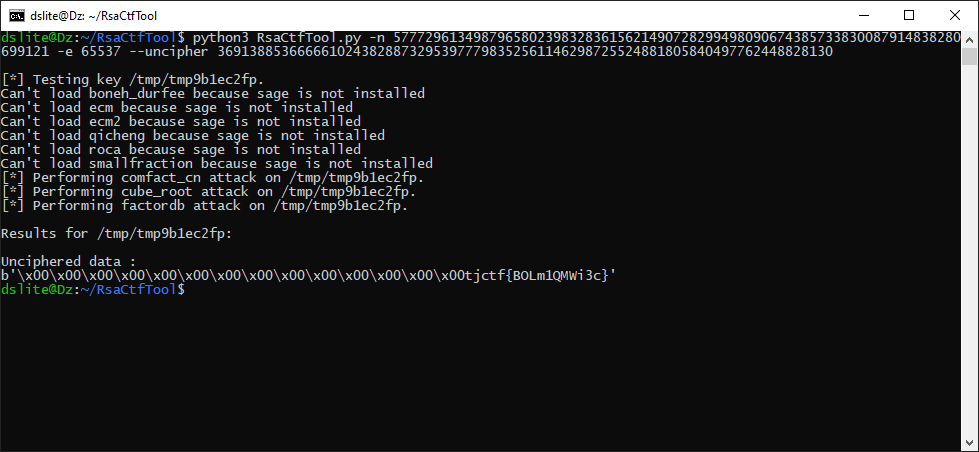 dslite@Dz: ~/RsaCtfTool
dslite@Dz:~/RsaCtfTool$ python3 RsaCtfTool.py -n 57772961349879658023983283615621490728299498090674385733830087914838280
699121 -e 65537 --uncipher 36913885366666102438288732953977798352561146298725524881805840497762448828130
[*] Testing key /tmp/tmp9b1ec2fp.
Can't load boneh_durfee because sage is not installed
Can't load ecm because sage is not installed
Can't load ecm2 because sage is not installed
Can't load qicheng because sage is not installed
Can't load roca because sage is not installed
Can't load smallfraction because sage is not installed
[*] Performing comfact_cn attack on /tmp/tmp9b1ec2fp.
[*] Performing cube_root attack on /tmp/tmp9b1ec2fp.
[*] Performing factordb attack on /tmp/tmp9b1ec2fp.
Results for /tmp/tmp9b1ec2fp:
Unciphered data :
b'\x00\x00\x00\x00\x00\x00\x00\x00\x00\x00\x00\x00\x00\x00tjctf{BOLm1QMWi3c}'
dslite@Dz:~/RsaCtfTool$